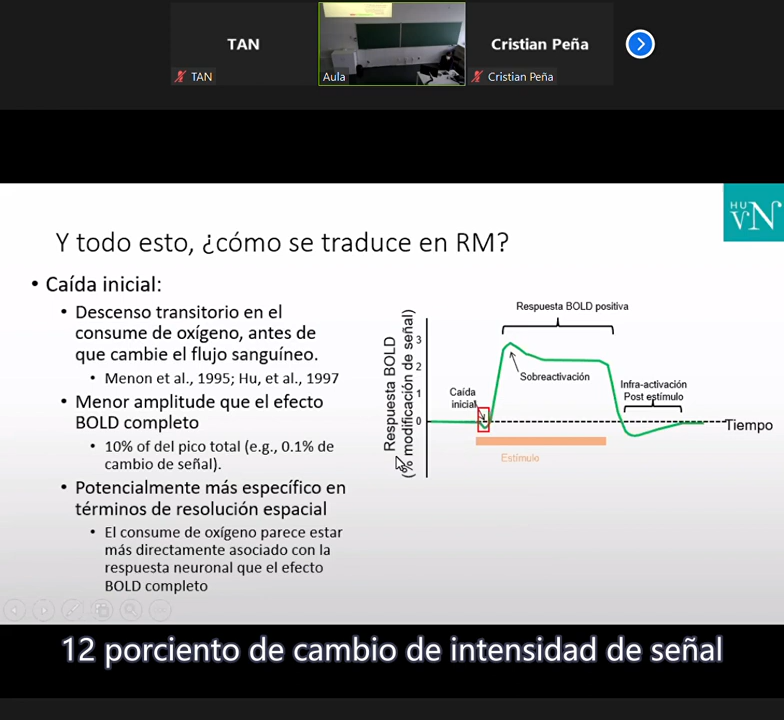 TAN
Cristian Peña
TAN
Aula
Cristian Peña
HU
VN
Y todo esto, ¿cómo se traduce en RM?
• Caída inicial:
• Descenso transitorio en el
consume de oxígeno, antes de
que cambie el flujo sanguíneo.
• Menon et al., 1995; Hu, et al., 1997
• Menor amplitud que el efecto
BOLD completo
• 10% of del pico total (e.g., 0.1% de
cambio de señal).
• Potencialmente más específico en
términos de resolución espacial
• El consume de oxígeno parece estar
más directamente asociado con la
respuesta neuronal que el efecto
BOLD completo
Respuesta BOLD
(% modificación de señal)
3
2
1
0
Respuesta BOLD positiva
Sobreactivación
Caída
inicial
Infra-activación
Post estímulo
Tiempo
Estímulo
12 porciento de cambio de intensidad de señal